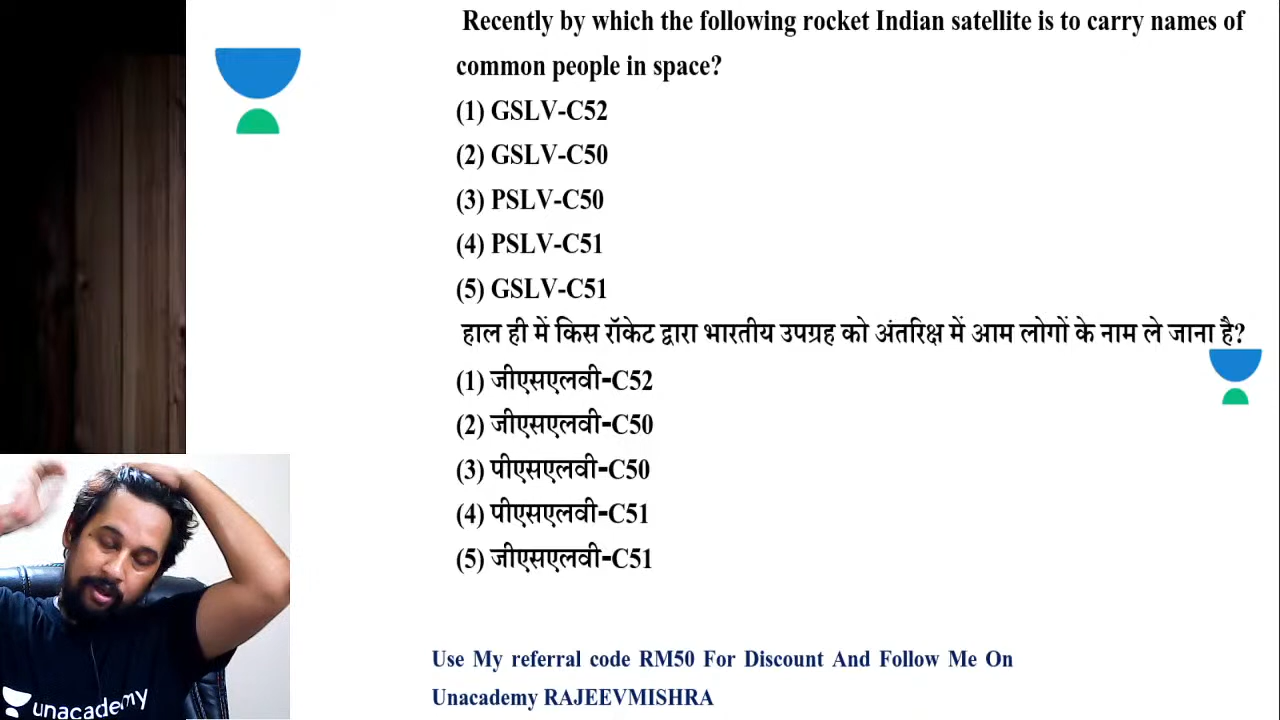 Recently by which the following rocket Indian satellite is to carry names of
common people in space?
(1) GSLV-C52
(2) GSLV-C50
(3) PSLV-C50
(4) PSLV-C51
(5) GSLV-C51
हाल ही में किस रॉकेट द्वारा भारतीय उपग्रह को अंतरिक्ष में आम लोगों के नाम ले जाना है?
(1) जीएसएलवी-C52
(2) जीएसएलवी-C50
(3) पीएसएलवी-C50
(4) पीएसएलवी-C51
(5) जीएसएलवी-C51
Use My referral code RM50 For Discount And Follow Me On
Unacademy RAJEEVMISHRA
unacademy